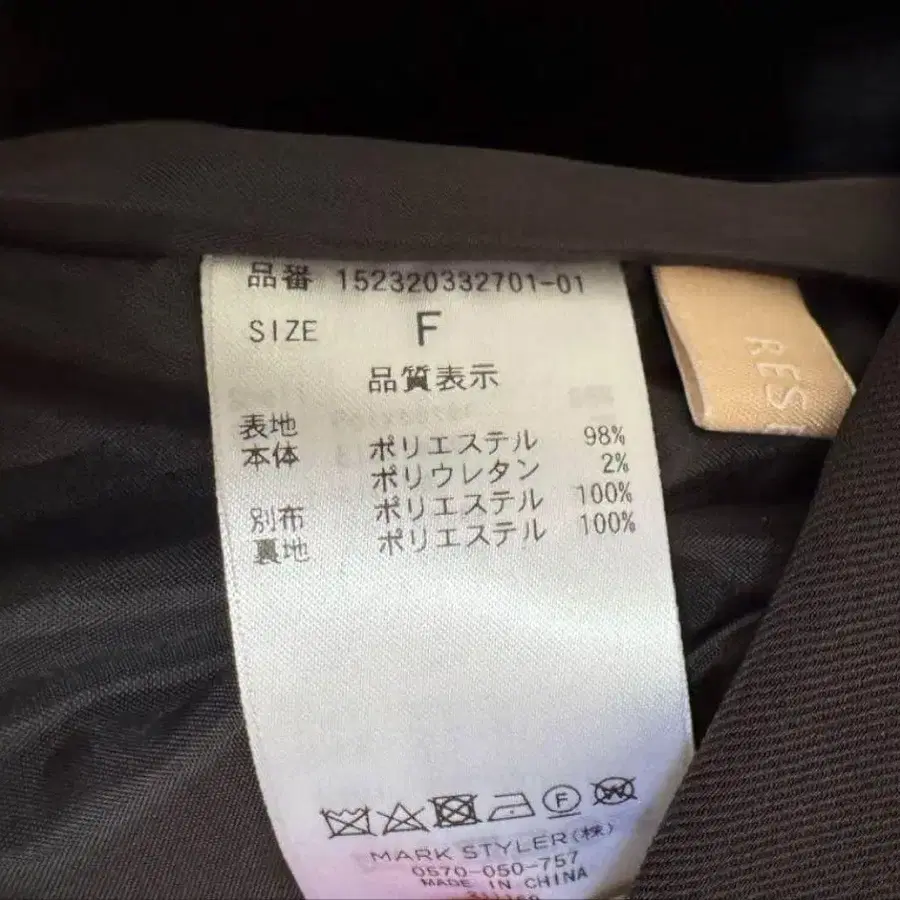 品番 152320332701-01
SIZE F
品質表示
表地
本体 ポリエステル 98%
ポリウレタン 2%
別布 ポリエステル 100%
裏地 ポリエステル 100%
F
W
MARK STYLER(株)
0570-050-757
MADE IN CHINA
RES